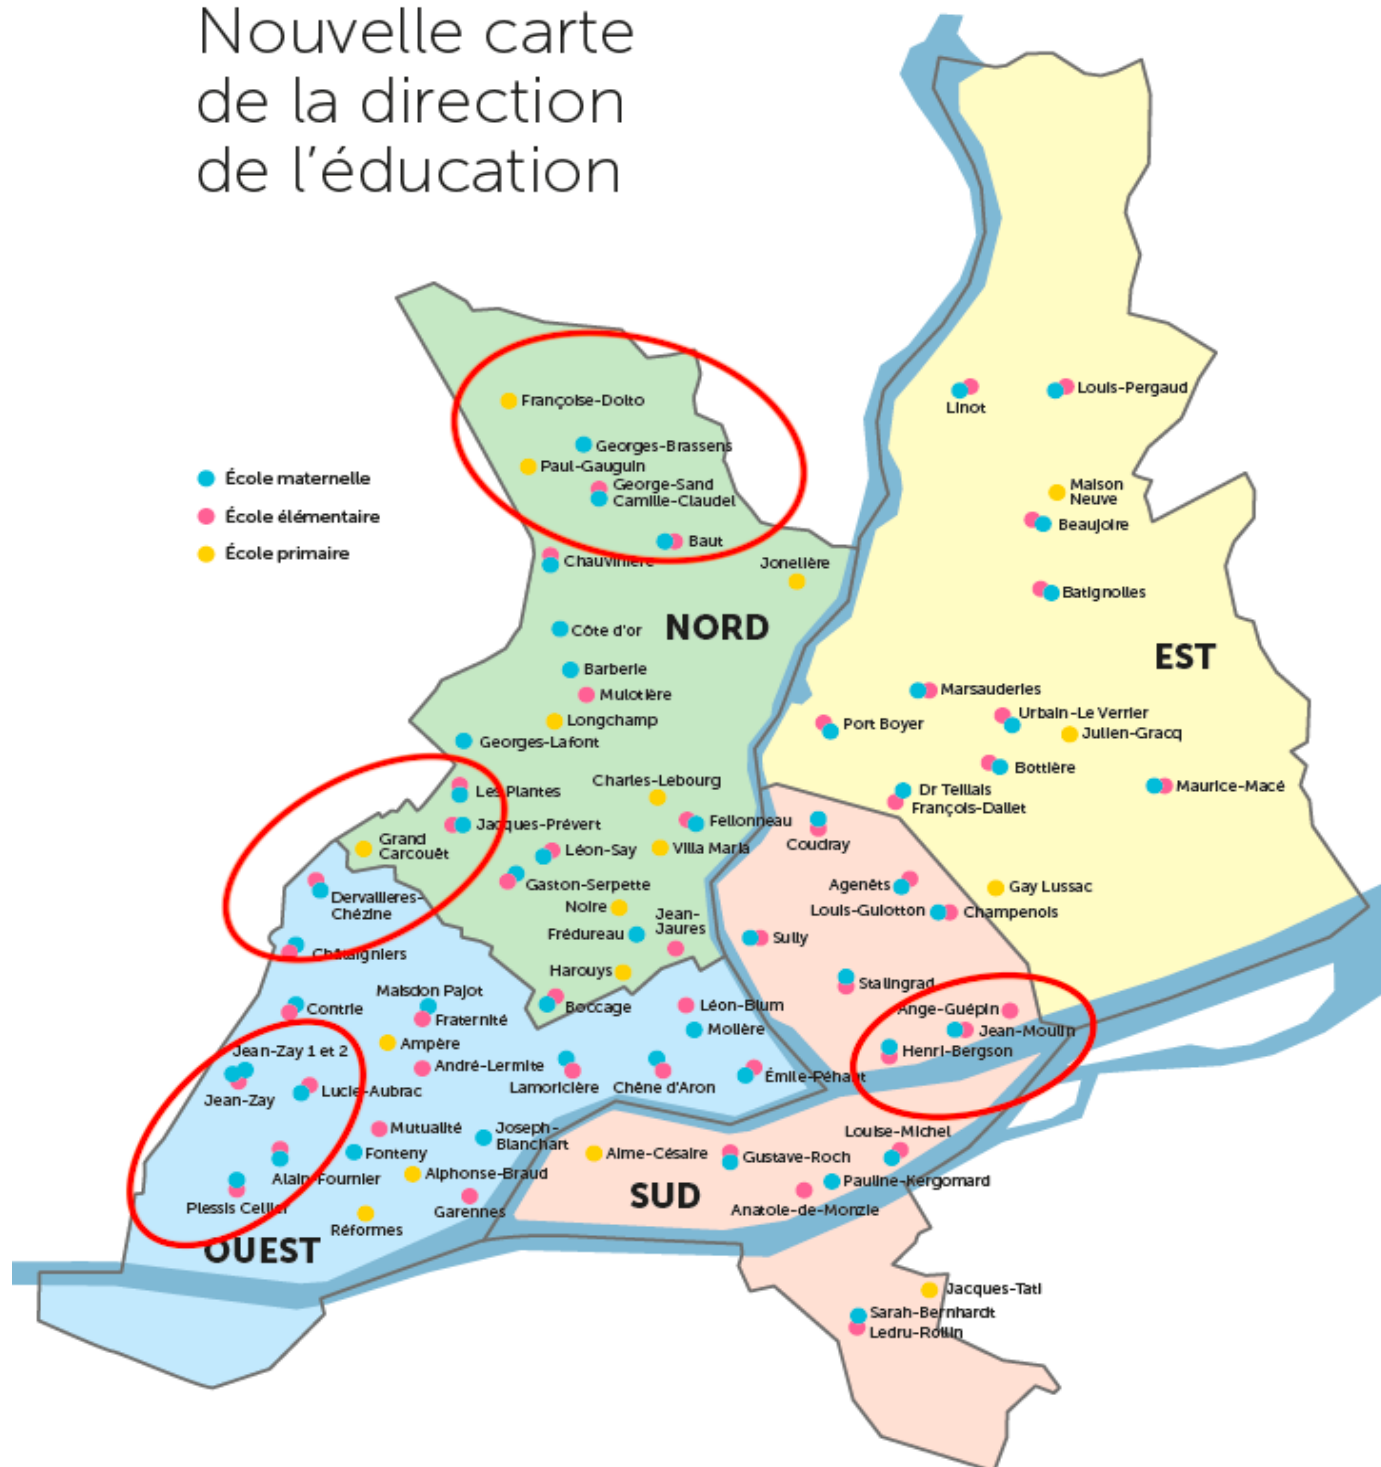 Nouvelle carte
de la direction
de l'éducation
École maternelle
École élémentaire
École primaire
Françoise-Dolto
Georges-Brassens
Paul-Gauguin
George-Sand
Camille-Claudel
Baut
Chauvinière
Jonelière
Côte d'or
NORD
Barberie
Mulotière
Longchamp
Georges-Lafont
Les Plantes
Charles-Lebourg
Jacques-Prévert
Fellonneau
Grand
Carcouët
Léon-Say
Villa Maria
Gaston-Serpette
Noire
Jean-
Jaures
Frédureau
Harouys
Boccage
Linot
Louis-Pergaud
Maison
Neuve
Beaujoire
Batignolles
EST
Marsauderies
Port Boyer
Urbain-Le Verrier
Julien-Gracq
Bottière
Maurice-Macé
Dr Teillais
François-Dallet
Gay Lussac
Coudray
Agenêts
Louis-Guiotton
Champenois
Sully
Stalingrad
Ange-Guépin
Jean-Moulin
Henri-Bergson
Dervallieres-
Chézine
Châtaigniers
Contrie
Maisdon Pajot
Fraternité
Léon-Blum
Molière
Ampère
Jean-Zay 1 et 2
André-Lermite
Lamoricière
Chêne d'Aron
Émile-Péhant
Jean-Zay
Lucie-Aubrac
Mutualité
Joseph-
Blanchart
Fonteny
Alain-Fournier
Alphonse-Braud
Plessis Cellier
Garennes
Réformes
OUEST
Louise-Michel
Aime-Césaire
Gustave-Roch
SUD
Pauline-Kergomard
Anatole-de-Monzie
Jacques-Tati
Sarah-Bernhardt
Ledru-Rollin